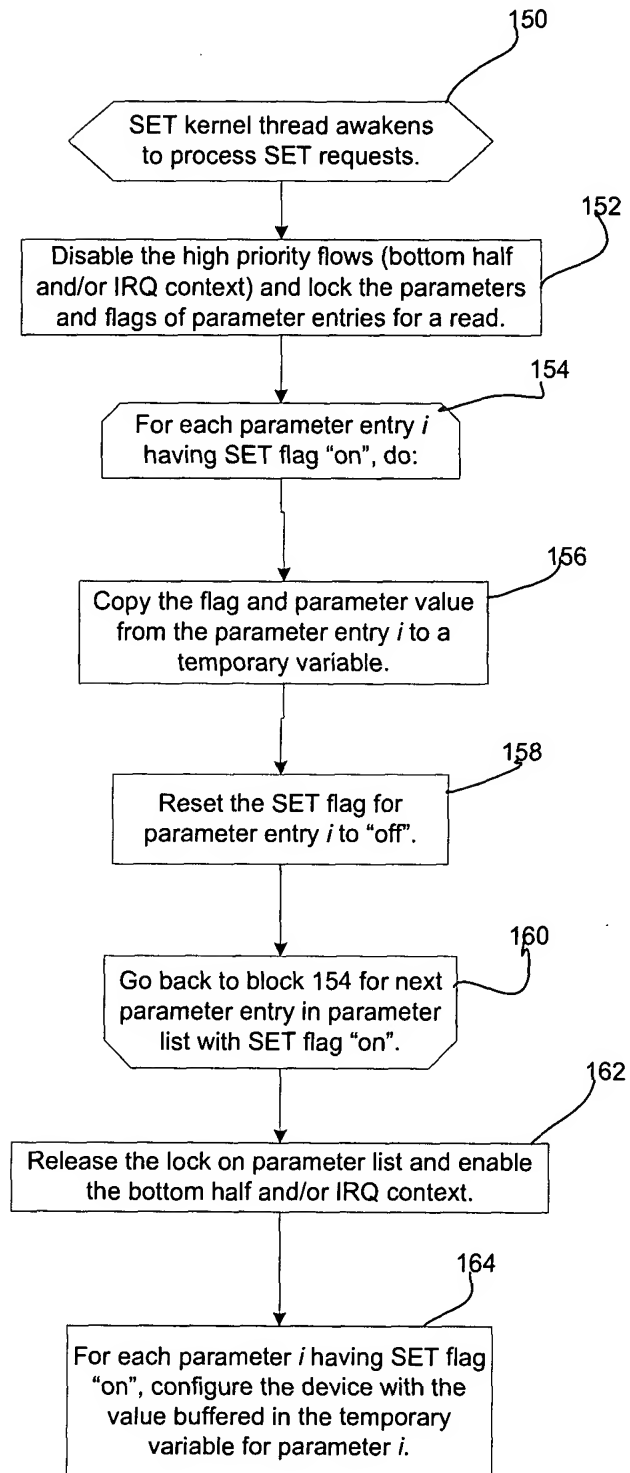 150
SET kernel thread awakens
to process SET requests.
152
Disable the high priority flows (bottom half
and/or IRQ context) and lock the parameters
and flags of parameter entries for a read.
154
For each parameter entry i
having SET flag “on”, do:
156
Copy the flag and parameter value
from the parameter entry i to a
temporary variable.
158
Reset the SET flag for
parameter entry i to “off”.
160
Go back to block 154 for next
parameter entry in parameter
list with SET flag “on”.
162
Release the lock on parameter list and enable
the bottom half and/or IRQ context.
164
For each parameter i having SET flag
“on”, configure the device with the
value buffered in the temporary
variable for parameter i.